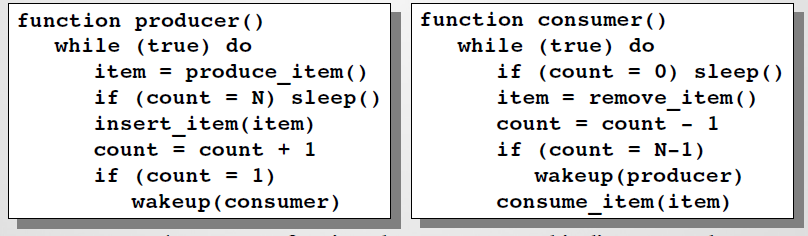 function producer()
while (true) do
item = produce_item()
if (count = N) sleep()
insert_item(item)
count = count + 1
if (count = 1)
wakeup(consumer)
function consumer()
while (true) do
if (count = 0) sleep()
item = remove_item()
count = count - 1
if (count = N-1)
wakeup(producer)
consume_item(item)